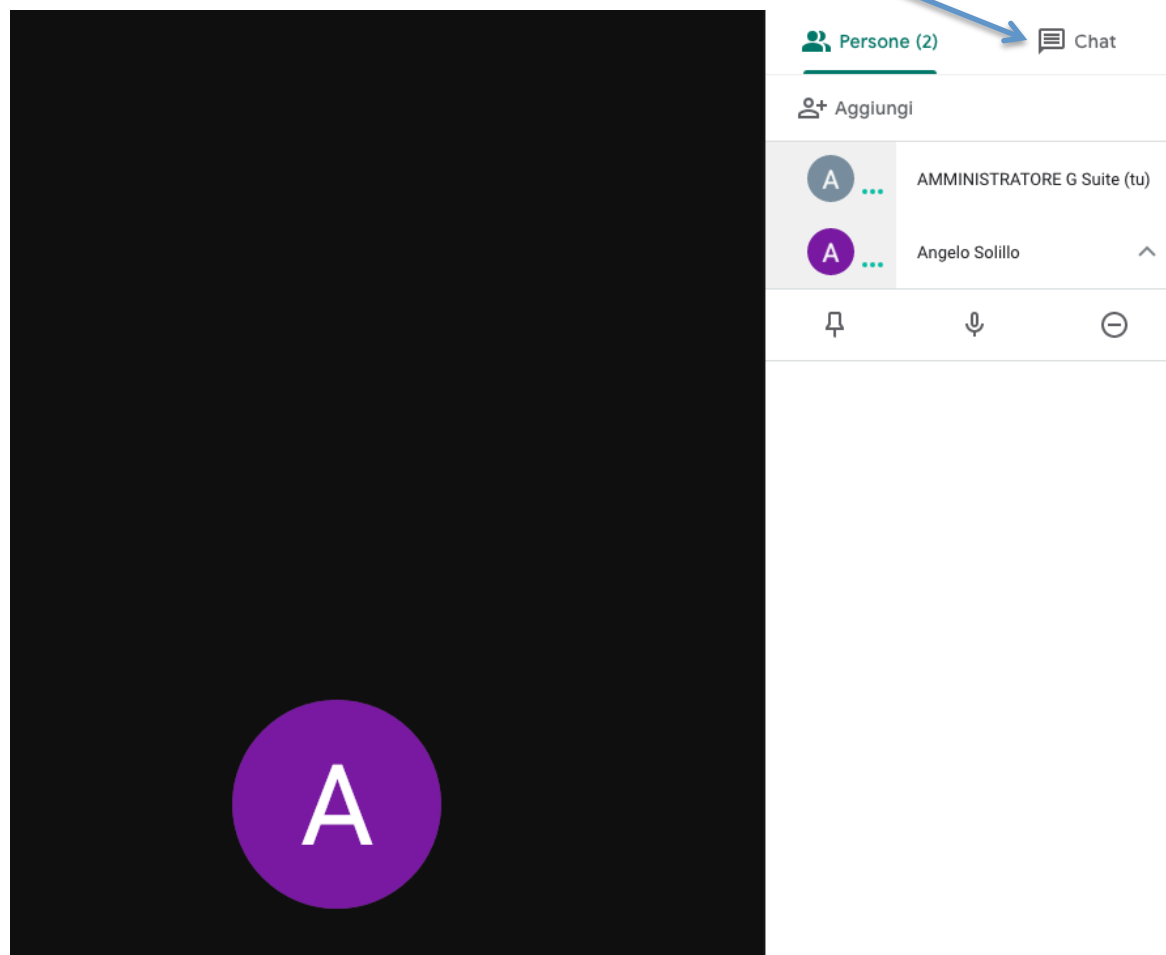 Persone (2)
Chat
Aggiungi
A
AMMINISTRATORE G Suite (tu)
A
Angelo Solillo
A